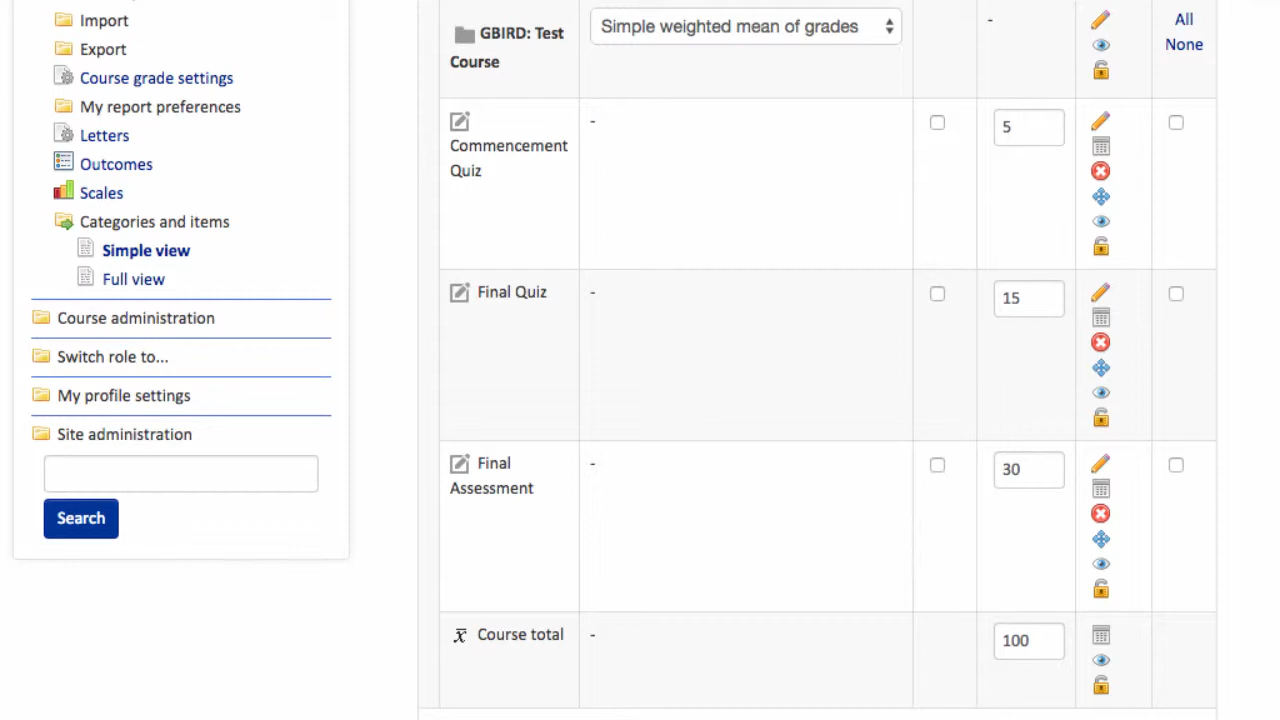 Import
Export
Course grade settings
My report preferences
Letters
Outcomes
Scales
Categories and items
Simple view
Full view
Course administration
Switch role to...
My profile settings
Site administration
Search
GBIRD: Test
Course
Simple weighted mean of grades
-
All
None
Commencement
Quiz
-
5
Final Quiz
-
15
Final
Assessment
-
30
x̅ Course total
-
100